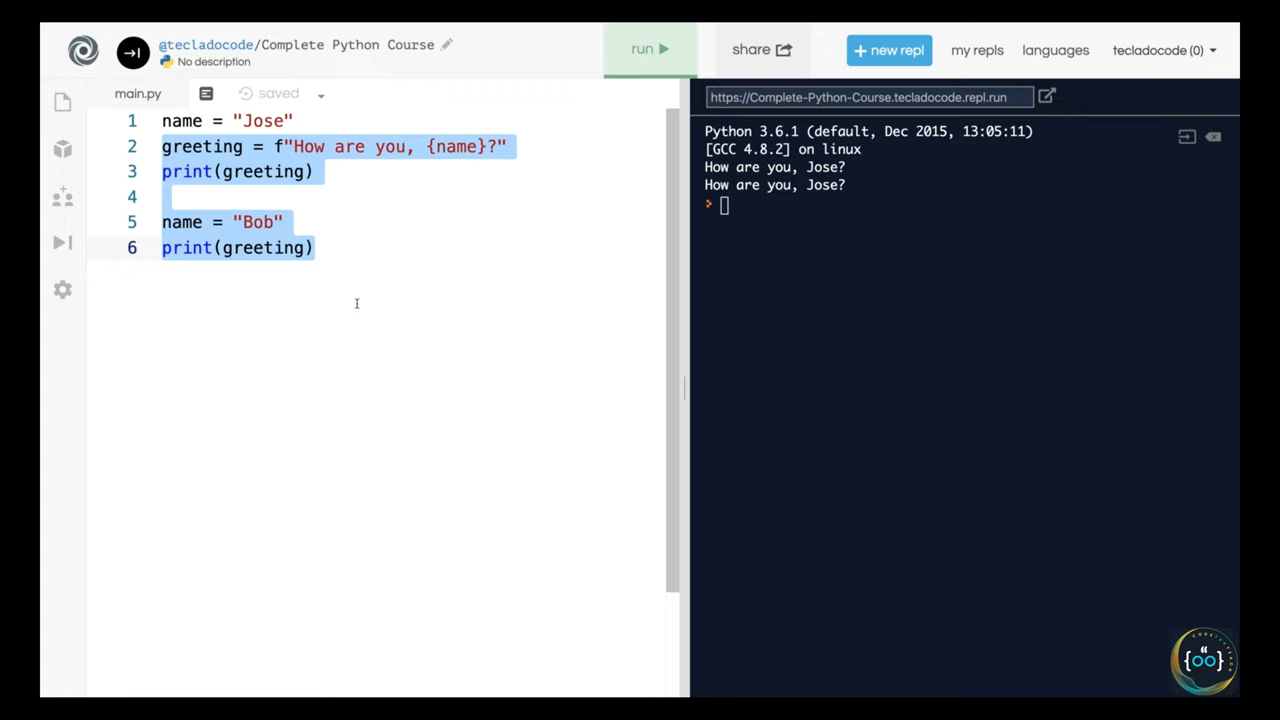 @tecladocode/Complete Python Course
No description
run
share
+ new repl
my repls
languages
tecladocode (0)
main.py
saved
1 name = "Jose"
2 greeting = f"How are you, {name}?"
3 print(greeting)
4
5 name = "Bob"
6 print(greeting)
https://Complete-Python-Course.tecladocode.repl.run
Python 3.6.1 (default, Dec 2015, 13:05:11)
[GCC 4.8.2] on linux
How are you, Jose?
How are you, Jose?